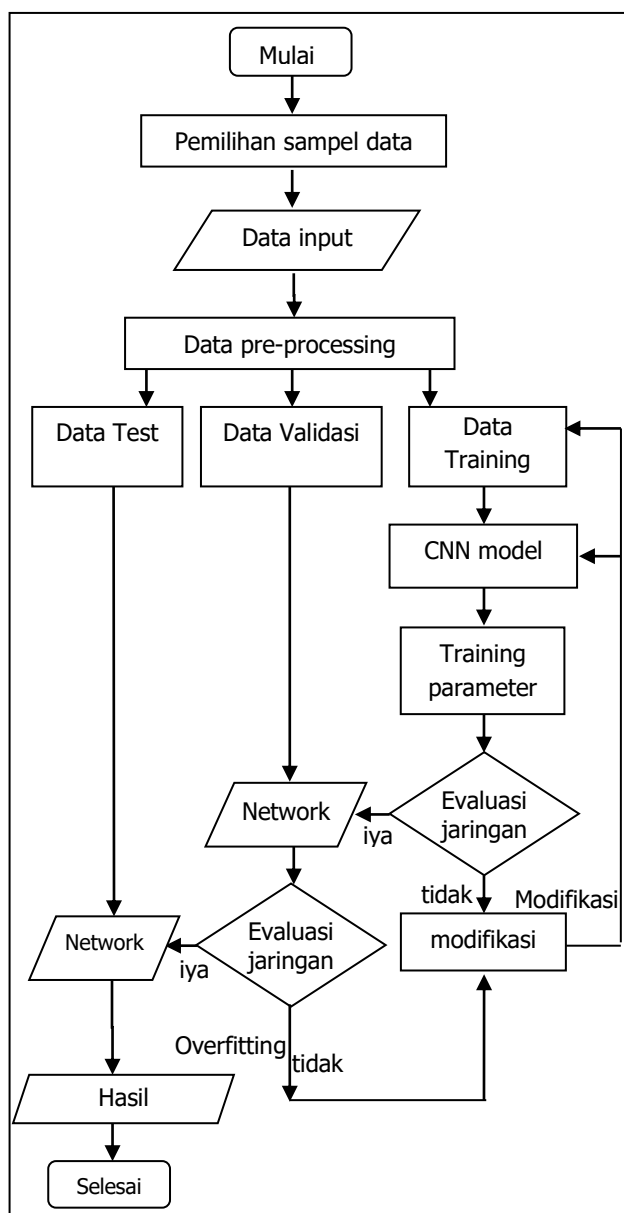 Mulai
Pemilihan sampel data
Data input
Data pre-processing
Data Test
Data Validasi
Data
Training
CNN model
Training
parameter
Evaluasi
jaringan
iya
Network
tidak
Modifikasi
modifikasi
Evaluasi
jaringan
iya
Network
Overfitting
tidak
Hasil
Selesai